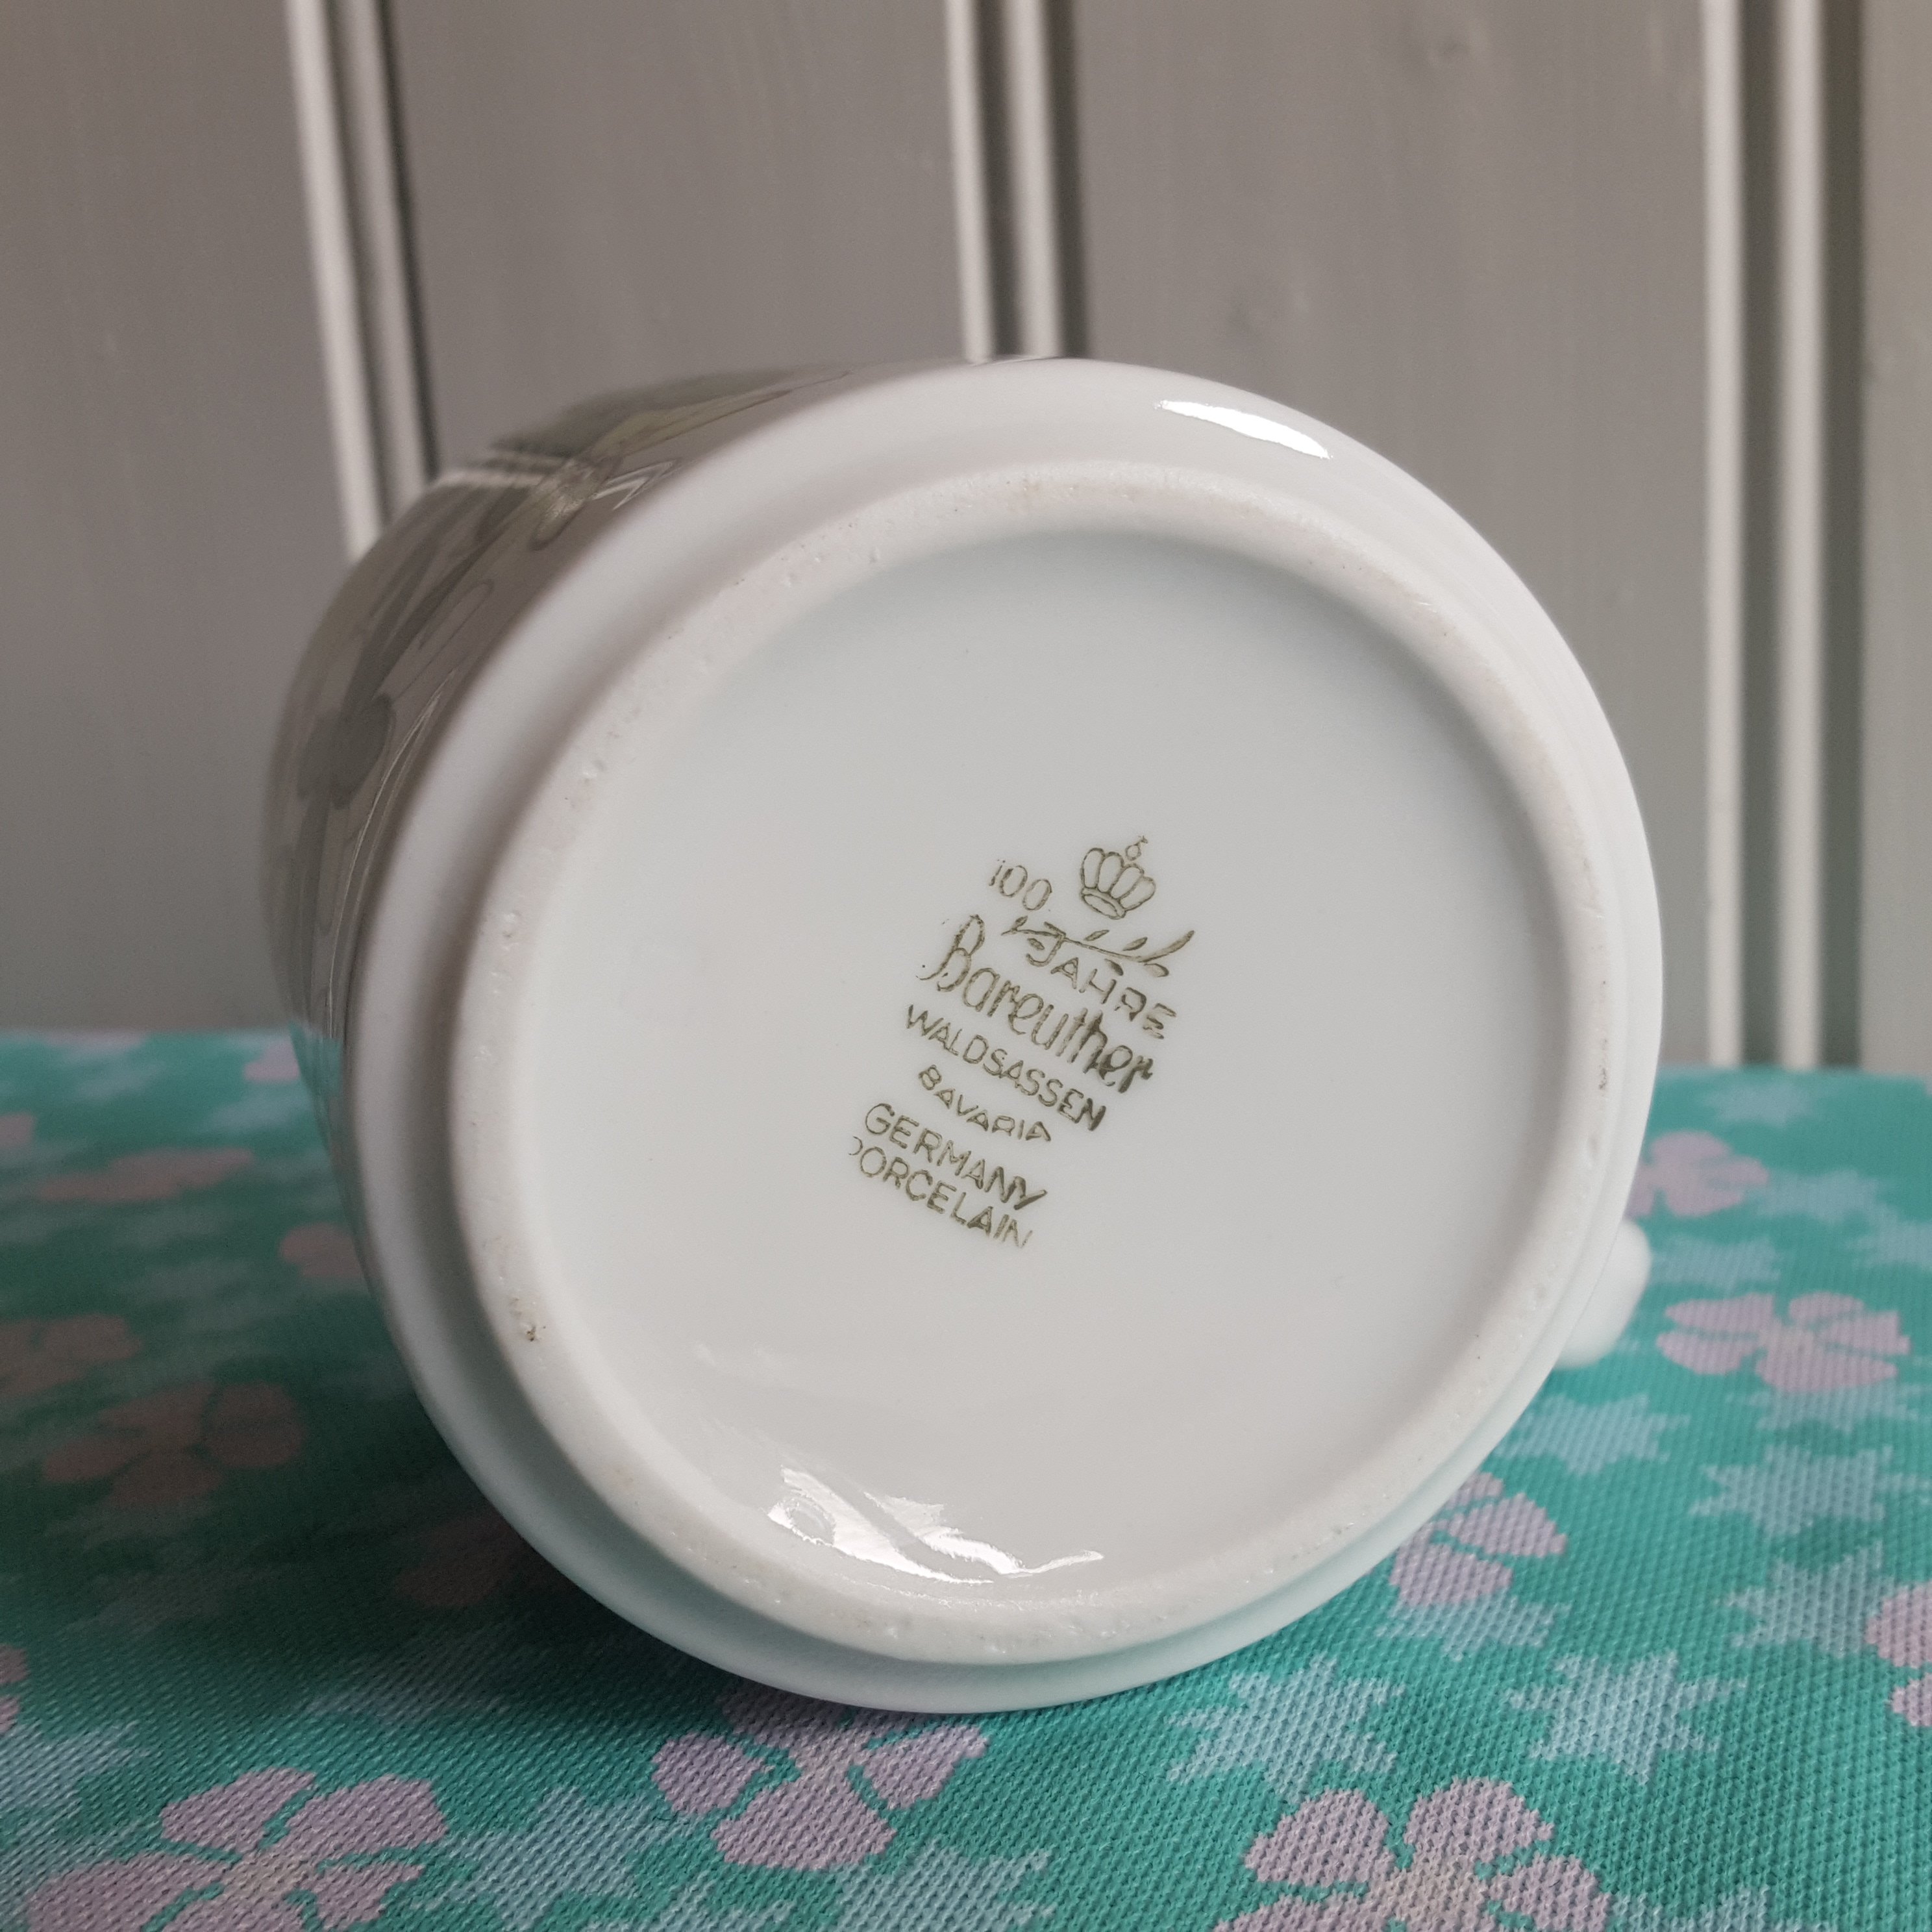 100
JAHRE
Bareuther
WALDSASSEN
BAVARIA
GERMANY
PORCELAIN